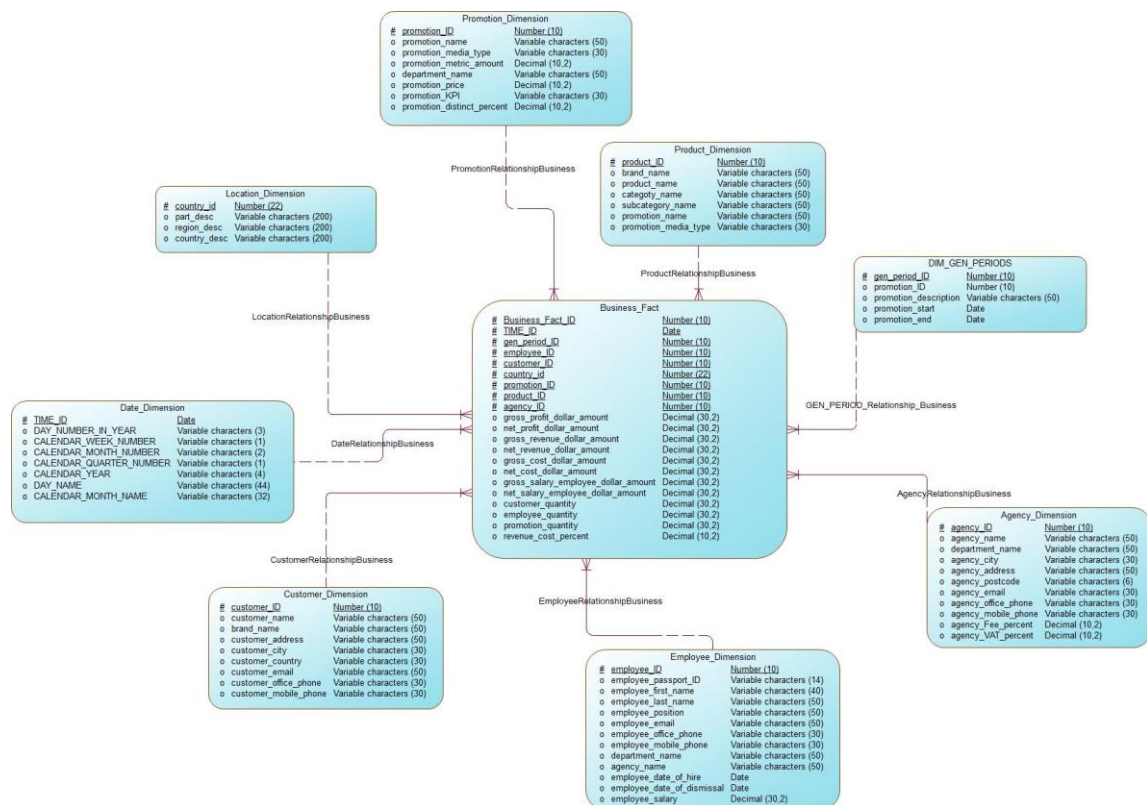 Promotion_Dimension
# promotion_ID Number (10)
o promotion_name Variable characters (50)
o promotion_media_type Variable characters (30)
o promotion_metric_amount Decimal (10,2)
o department_name Variable characters (50)
o promotion_price Decimal (10,2)
o promotion_KPI Variable characters (30)
o promotion_distinct_percent Decimal (10,2)
PromotionRelationshipBusiness
Product_Dimension
# product_ID Number (10)
o brand_name Variable characters (50)
o product_name Variable characters (50)
o categoty_name Variable characters (50)
o subcategory_name Variable characters (50)
o promotion_name Variable characters (50)
o promotion_media_type Variable characters (30)
ProductRelationshipBusiness
Location_Dimension
# country_id Number (22)
o part_desc Variable characters (200)
o region_desc Variable characters (200)
o country_desc Variable characters (200)
LocationRelationshipBusiness
DIM_GEN_PERIODS
# gen_period_ID Number (10)
o promotion_ID Number (10)
o promotion_description Variable characters (50)
o promotion_start Date
o promotion_end Date
GEN_PERIOD_Relationship_Business
Business_Fact
# Business_Fact_ID Number (10)
# TIME_ID Date
# gen_period_ID Number (10)
# employee_ID Number (10)
# customer_ID Number (10)
# country_id Number (22)
# promotion_ID Number (10)
# product_ID Number (10)
# agency_ID Number (10)
o gross_profit_dollar_amount Decimal (30,2)
o net_profit_dollar_amount Decimal (30,2)
o gross_revenue_dollar_amount Decimal (30,2)
o net_revenue_dollar_amount Decimal (30,2)
o gross_cost_dollar_amount Decimal (30,2)
o net_cost_dollar_amount Decimal (30,2)
o gross_salary_employee_dollar_amount Decimal (30,2)
o net_salary_employee_dollar_amount Decimal (30,2)
o customer_quantity Decimal (30,2)
o employee_quantity Decimal (30,2)
o promotion_quantity Decimal (30,2)
o revenue_cost_percent Decimal (10,2)
Date_Dimension
# TIME_ID Date
o DAY_NUMBER_IN_YEAR Variable characters (3)
o CALENDAR_WEEK_NUMBER Variable characters (1)
o CALENDAR_MONTH_NUMBER Variable characters (2)
o CALENDAR_QUARTER_NUMBER Variable characters (1)
o CALENDAR_YEAR Variable characters (4)
o DAY_NAME Variable characters (44)
o CALENDAR_MONTH_NAME Variable characters (32)
DateRelationshipBusiness
AgencyRelationshipBusiness
Agency_Dimension
# agency_ID Number (10)
o agency_name Variable characters (50)
o department_name Variable characters (50)
o agency_city Variable characters (30)
o agency_address Variable characters (50)
o agency_postcode Variable characters (6)
o agency_email Variable characters (30)
o agency_office_phone Variable characters (30)
o agency_mobile_phone Variable characters (30)
o agency_Fee_percent Decimal (10,2)
o agency_VAT_percent Decimal (10,2)
CustomerRelationshipBusiness
Customer_Dimension
# customer_ID Number (10)
o customer_name Variable characters (50)
o brand_name Variable characters (50)
o customer_address Variable characters (50)
o customer_city Variable characters (30)
o customer_country Variable characters (30)
o customer_email Variable characters (50)
o customer_office_phone Variable characters (30)
o customer_mobile_phone Variable characters (30)
EmployeeRelationshipBusiness
Employee_Dimension
# employee_ID Number (10)
o employee_passport_ID Variable characters (14)
o employee_first_name Variable characters (40)
o employee_last_name Variable characters (50)
o employee_position Variable characters (50)
o employee_email Variable characters (50)
o employee_office_phone Variable characters (30)
o employee_mobile_phone Variable characters (30)
o department_name Variable characters (50)
o agency_name Variable characters (50)
o employee_date_of_hire Date
o employee_date_of_dismissal Date
o employee_salary Decimal (30,2)